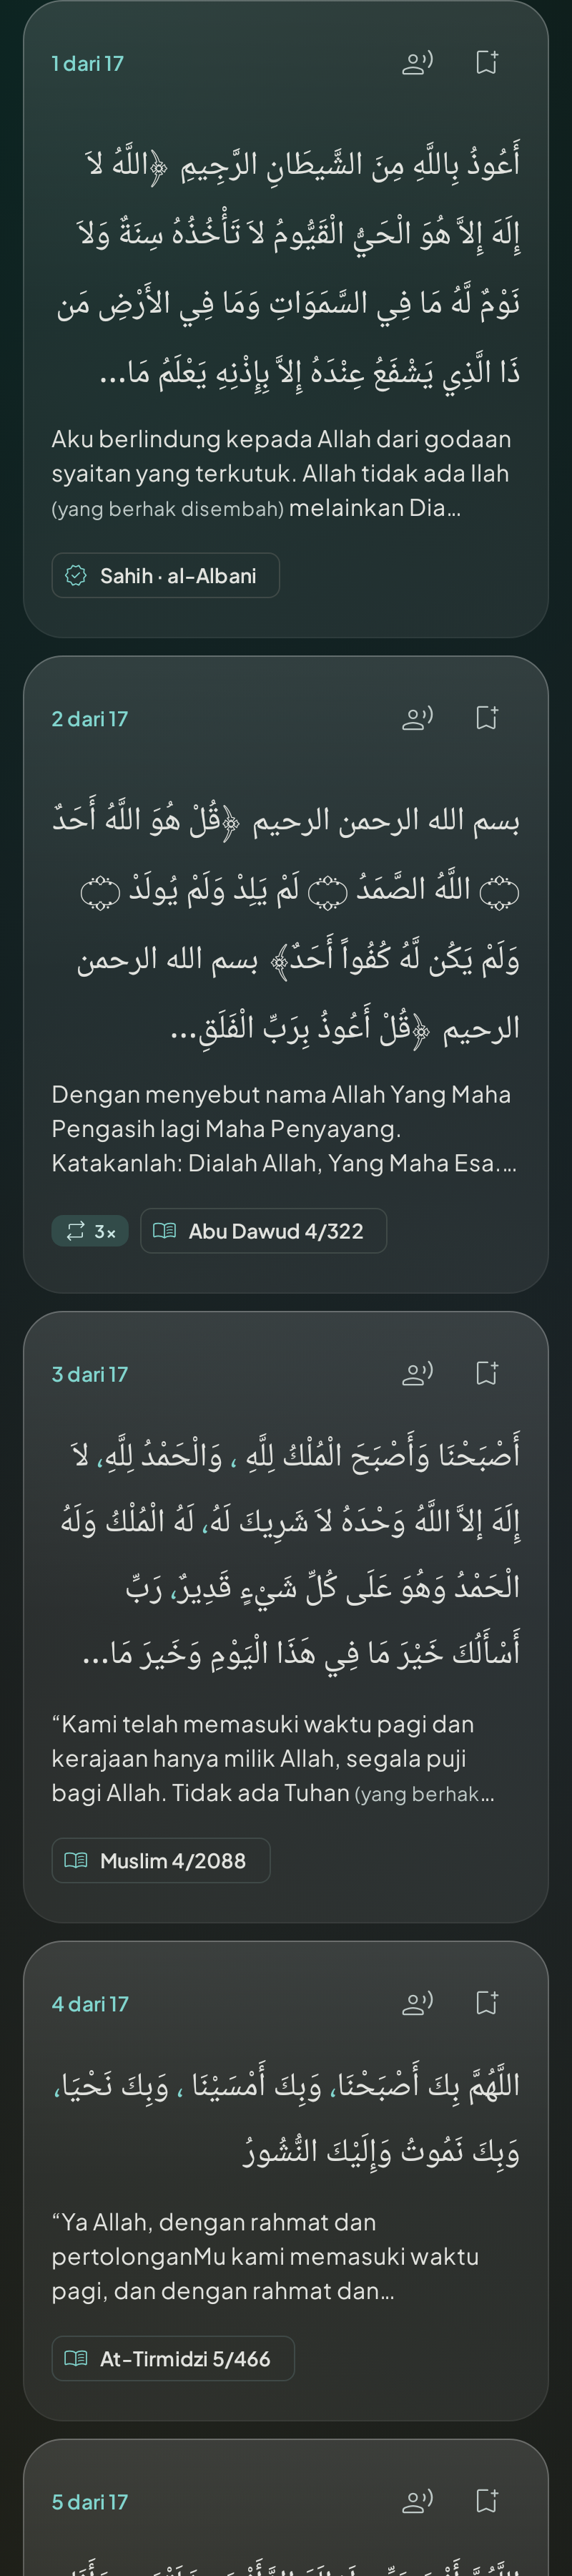 1 dari 17
أَعُوذُ بِاللَّهِ مِنَ الشَّيطَانِ الرَّجِيمِ ﴿اللَّهُ لاَ
إِلَهَ إِلاَّ هُوَ الْحَيُّ الْقَيُّومُ لاَ تَأْخُذُهُ سِنَةٌ وَلاَ
نَوْمٌ لَّهُ مَا فِي السَّمَوَاتِ وَمَا فِي الأَرْضِ مَن
ذَا الَّذِي يَشْفَعُ عِنْدَهُ إِلاَّ بِإِذْنِهِ يَعْلَمُ مَا...
Aku berlindung kepada Allah dari godaan
syaitan yang terkutuk. Allah tidak ada Ilah
(yang berhak disembah) melainkan Dia...
Sahih · al-Albani
2 dari 17
بسم الله الرحمن الرحيم ﴿قُلْ هُوَ اللَّهُ أَحَدٌ
۝ اللَّهُ الصَّمَدُ ۝ لَمْ يَلِدْ وَلَمْ يُولَدْ ۝
وَلَمْ يَكُن لَّهُ كُفُواً أَحَدٌ﴾ بسم الله الرحمن
الرحيم ﴿قُلْ أَعُوذُ بِرَبِّ الْفَلَقِ...
Dengan menyebut nama Allah Yang Maha
Pengasih lagi Maha Penyayang.
Katakanlah: Dialah Allah, Yang Maha Esa....
3×
Abu Dawud 4/322
3 dari 17
أَصْبَحْنَا وَأَصْبَحَ الْمُلْكُ لِلَّهِ ، وَالْحَمْدُ لِلَّهِ، لاَ
إِلَهَ إلاَّ اللَّهُ وَحْدَهُ لاَ شَرِيكَ لَهُ، لَهُ الْمُلْكُ وَلَهُ
الْحَمْدُ وَهُوَ عَلَى كُلِّ شَيْءٍ قَدِيرٌ، رَبِّ
أَسْأَلُكَ خَيْرَ مَا فِي هَذَا الْيَوْمِ وَخَيرَ مَا...
“Kami telah memasuki waktu pagi dan
kerajaan hanya milik Allah, segala puji
bagi Allah. Tidak ada Tuhan (yang berhak...
Muslim 4/2088
4 dari 17
اللَّهُمَّ بِكَ أَصْبَحْنَا، وَبِكَ أَمْسَيْنَا ، وَبِكَ نَحْيَا،
وَبِكَ نَمُوتُ وَإِلَيْكَ النُّشُورُ
“Ya Allah, dengan rahmat dan
pertolonganMu kami memasuki waktu
pagi, dan dengan rahmat dan...
At-Tirmidzi 5/466
5 dari 17